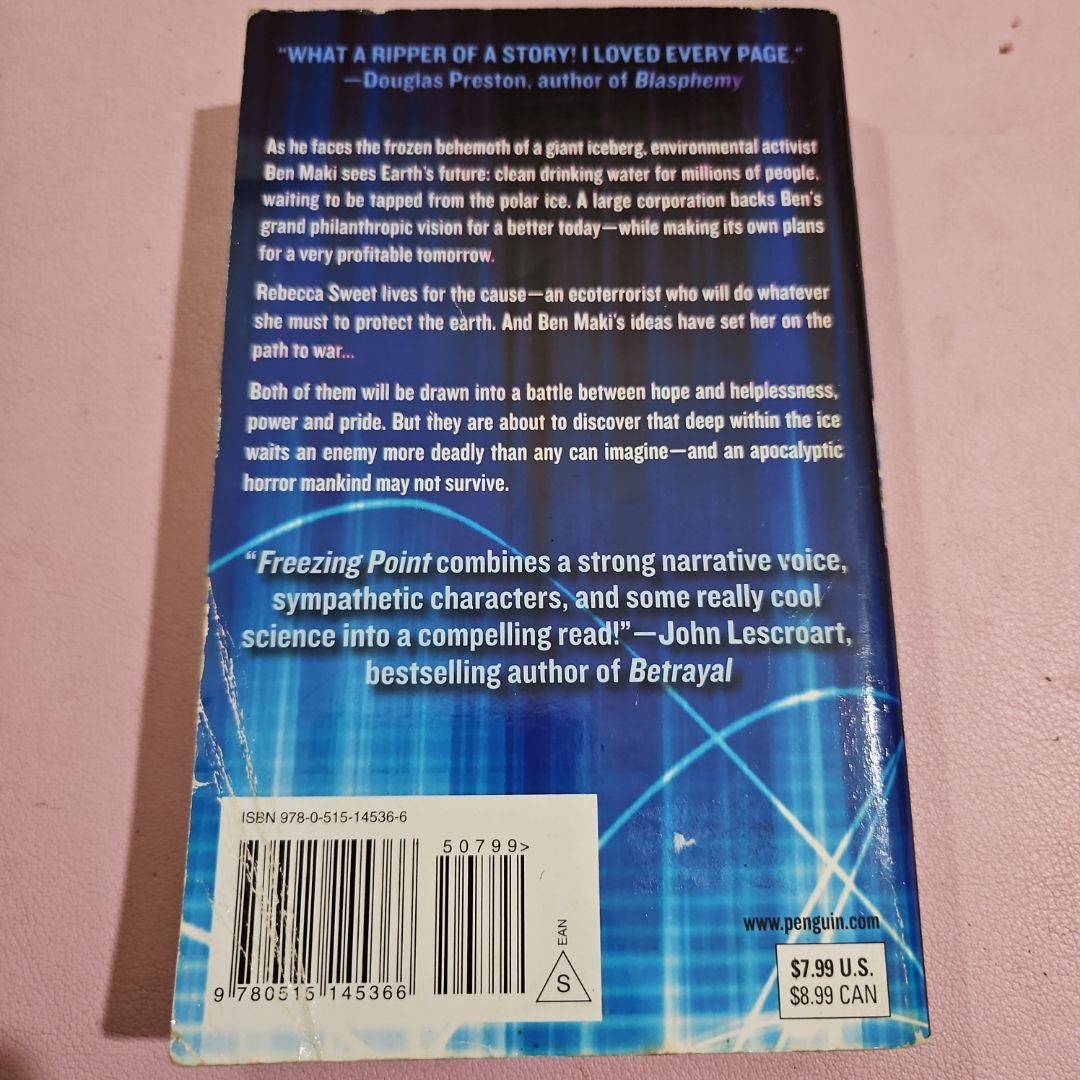 "WHAT A RIPPER OF A STORY! I LOVED EVERY PAGE."
—Douglas Preston, author of Blasphemy
As he faces the frozen behemoth of a giant iceberg, environmental activist
Ben Maki sees Earth's future: clean drinking water for millions of people,
waiting to be tapped from the polar ice. A large corporation backs Ben's
grand philanthropic vision for a better today—while making its own plans
for a very profitable tomorrow.
Rebecca Sweet lives for the cause—an ecoterrorist who will do whatever
she must to protect the earth. And Ben Maki's ideas have set her on the
path to war...
Both of them will be drawn into a battle between hope and helplessness,
power and pride. But they are about to discover that deep within the ice
waits an enemy more deadly than any can imagine—and an apocalyptic
horror mankind may not survive.
"Freezing Point combines a strong narrative voice,
sympathetic characters, and some really cool
science into a compelling read!"—John Lescroart,
bestselling author of Betrayal
ISBN 978-0-515-14536-6
50799>
9 780515 145366
EAN
S
www.penguin.com
$7.99 U.S.
$8.99 CAN